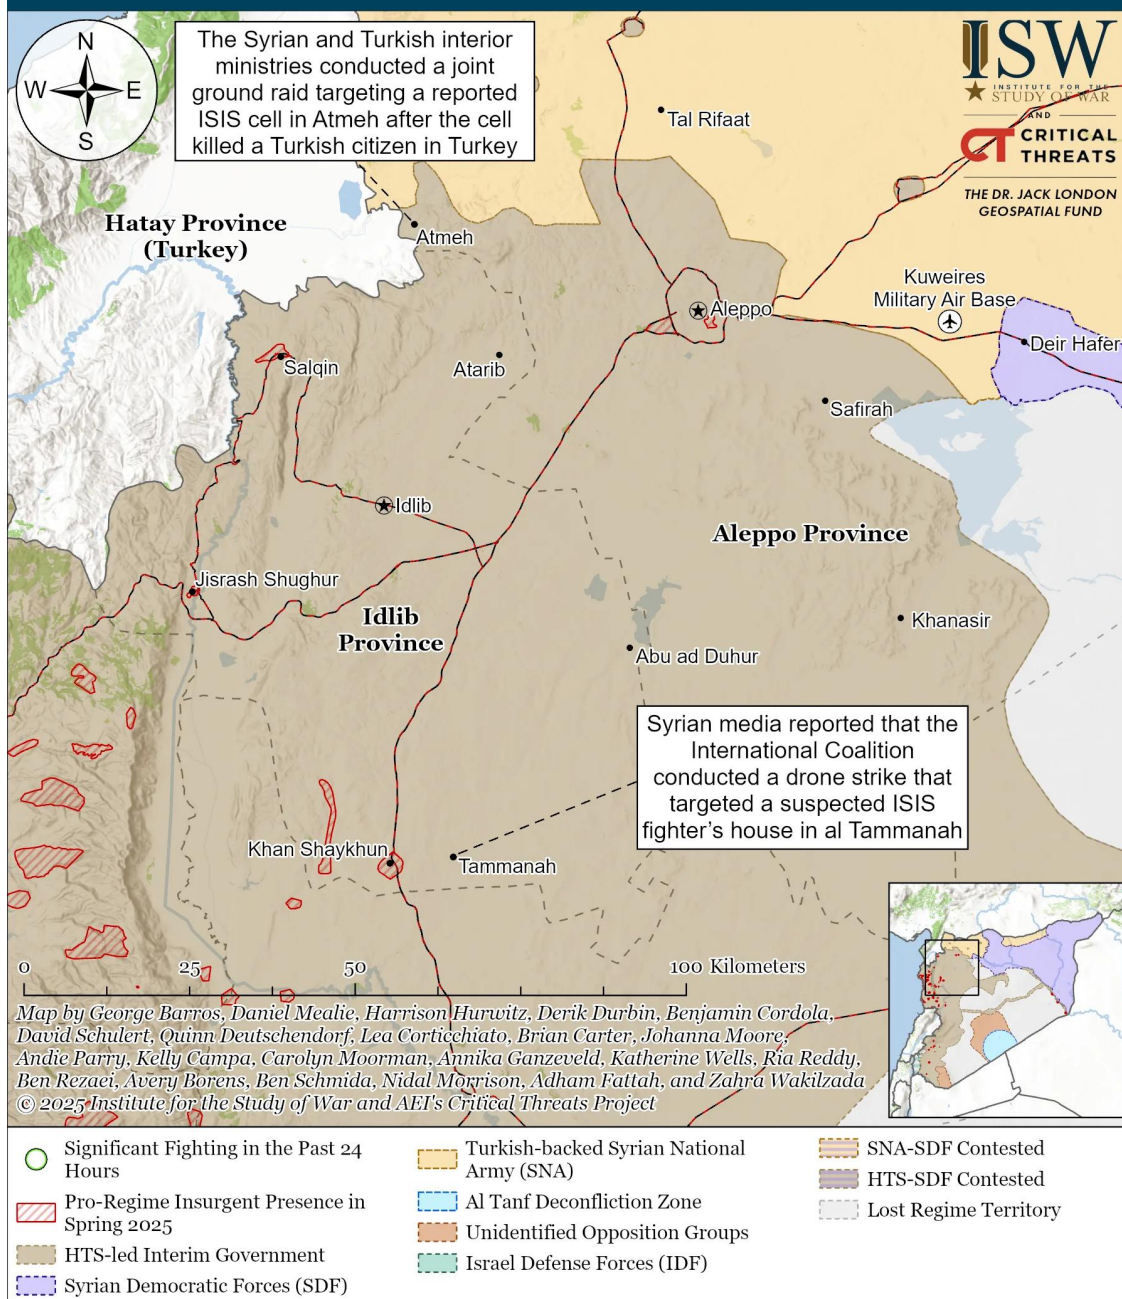 N
W
E
S
The Syrian and Turkish interior
ministries conducted a joint
ground raid targeting a reported
ISIS cell in Atmeh after the cell
killed a Turkish citizen in Turkey
ISW
INSTITUTE FOR THE
STUDY OF WAR
AND
CT CRITICAL
THREATS
THE DR. JACK LONDON
GEOSPATIAL FUND
Tal Rifaat
Hatay Province
(Turkey)
Atmeh
Kuweires
Military Air Base
Aleppo
Deir Hafer
Salqin
Atarib
Safirah
Idlib
Aleppo Province
Jisrash Shughur
Idlib
Province
Khanasir
Abu ad Duhur
Syrian media reported that the
International Coalition
conducted a drone strike that
targeted a suspected ISIS
fighter's house in al Tammanah
Khan Shaykhun
Tammanah
0 25 50 100 Kilometers
Map by George Barros, Daniel Mealie, Harrison Hurwitz, Derik Durbin, Benjamin Cordola,
David Schulert, Quinn Deutschendorf, Lea Corticchiato, Brian Carter, Johanna Moore,
Andie Parry, Kelly Campa, Carolyn Moorman, Annika Ganzeveld, Katherine Wells, Ria Reddy,
Ben Rezaei, Avery Borens, Ben Schmida, Nidal Morrison, Adham Fattah, and Zahra Wakilzada
© 2025 Institute for the Study of War and AEI's Critical Threats Project
Significant Fighting in the Past 24
Hours
Pro-Regime Insurgent Presence in
Spring 2025
HTS-led Interim Government
Syrian Democratic Forces (SDF)
Turkish-backed Syrian National
Army (SNA)
Al Tanf Deconfliction Zone
Unidentified Opposition Groups
Israel Defense Forces (IDF)
SNA-SDF Contested
HTS-SDF Contested
Lost Regime Territory